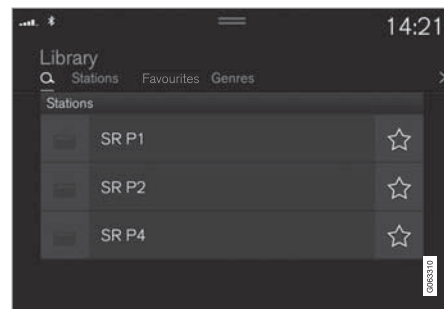 14:21
Library
Stations Favourites Genres
Stations
SR P1
SR P2
SR P4
G063310